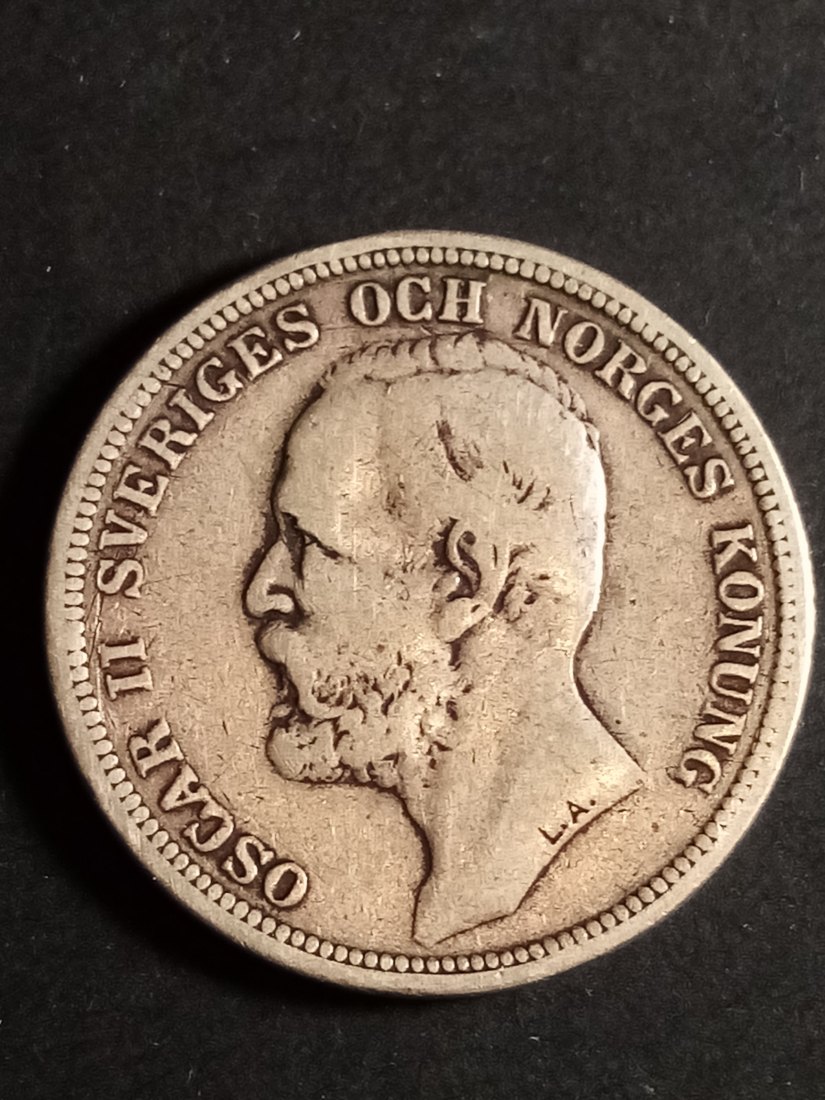 OSCAR II SVERIGES OCH NORGES KONUNG
L.A.